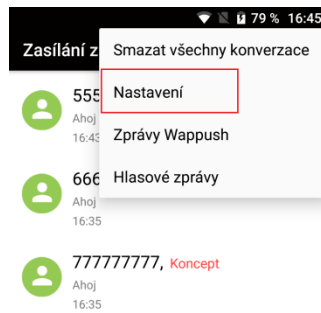 79 % 16:45
Zasílání z
Smazat všechny konverzace
Nastavení
Zprávy Wappush
Hlasové zprávy
555
Ahoj
16:43
666
Ahoj
16:35
777777777, Koncept
Ahoj
16:35